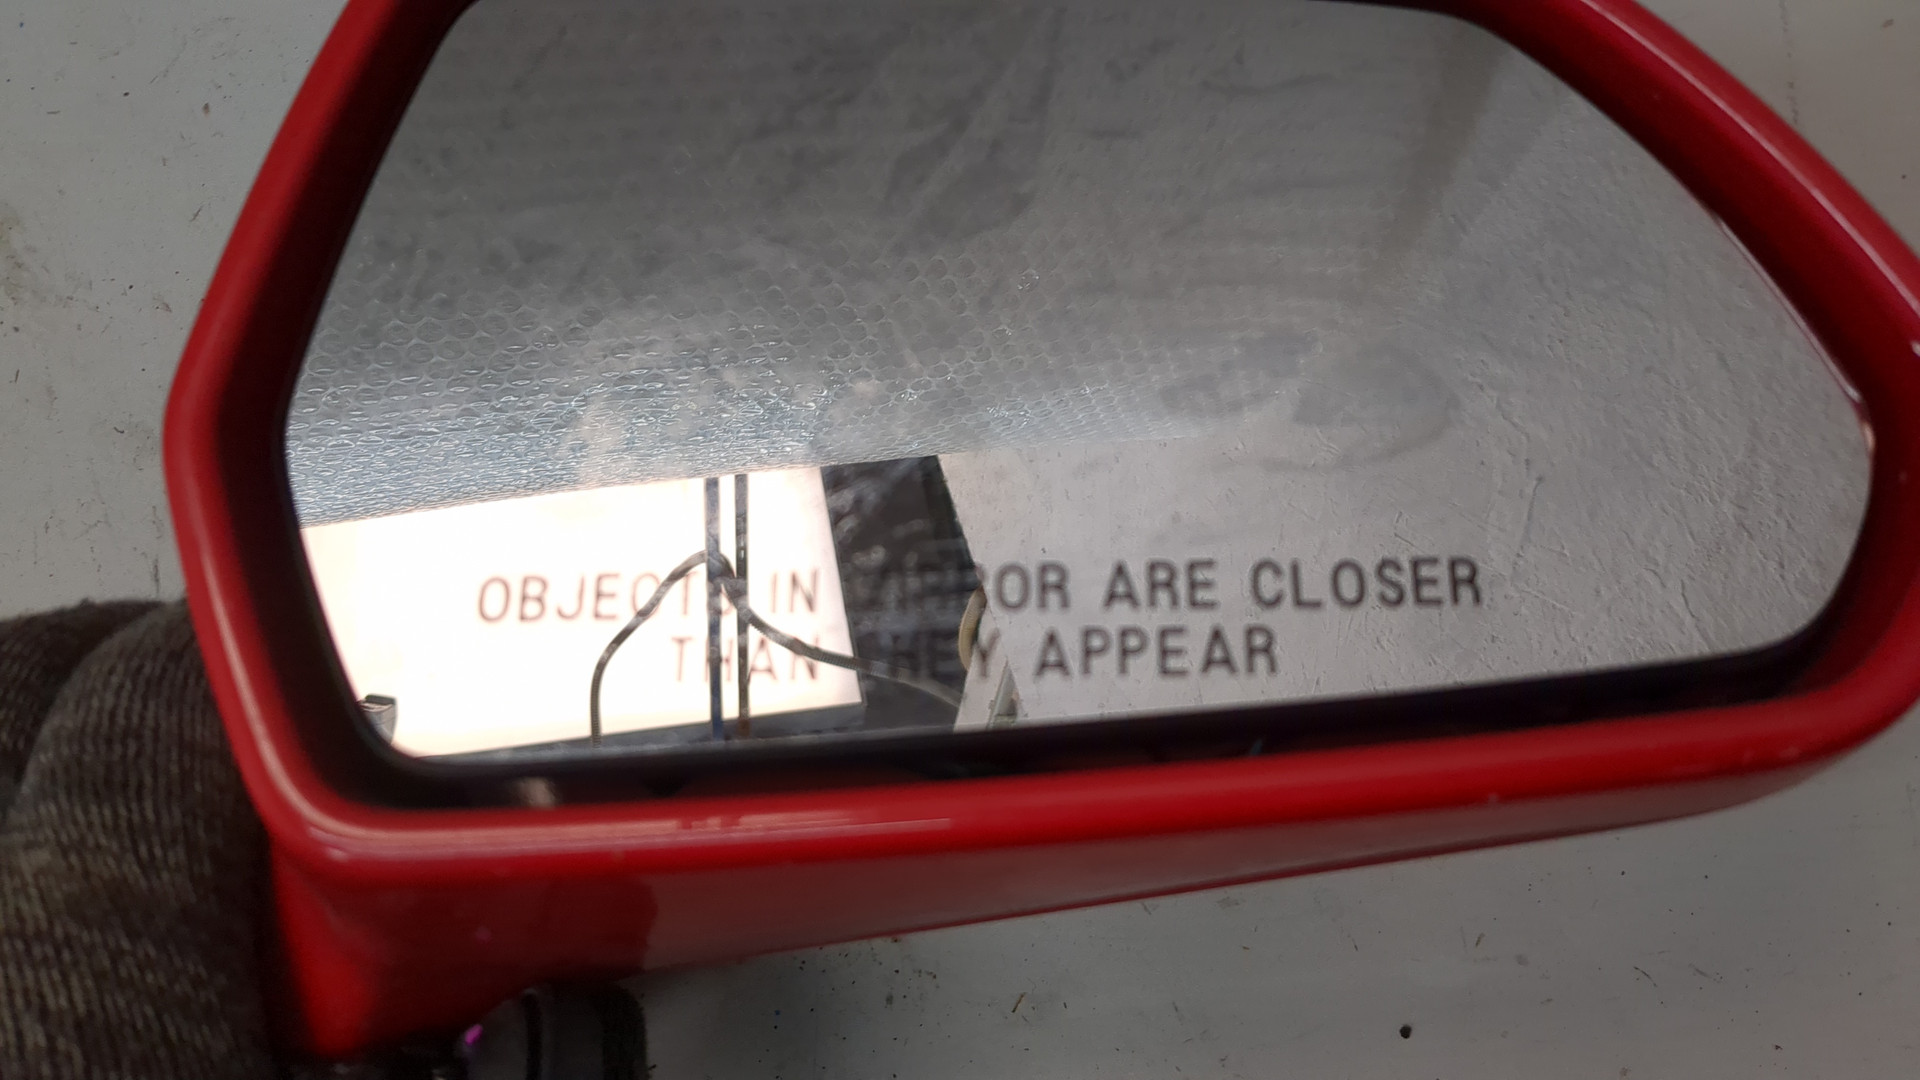 OBJECTS IN MIRROR ARE CLOSER
THAN THEY APPEAR